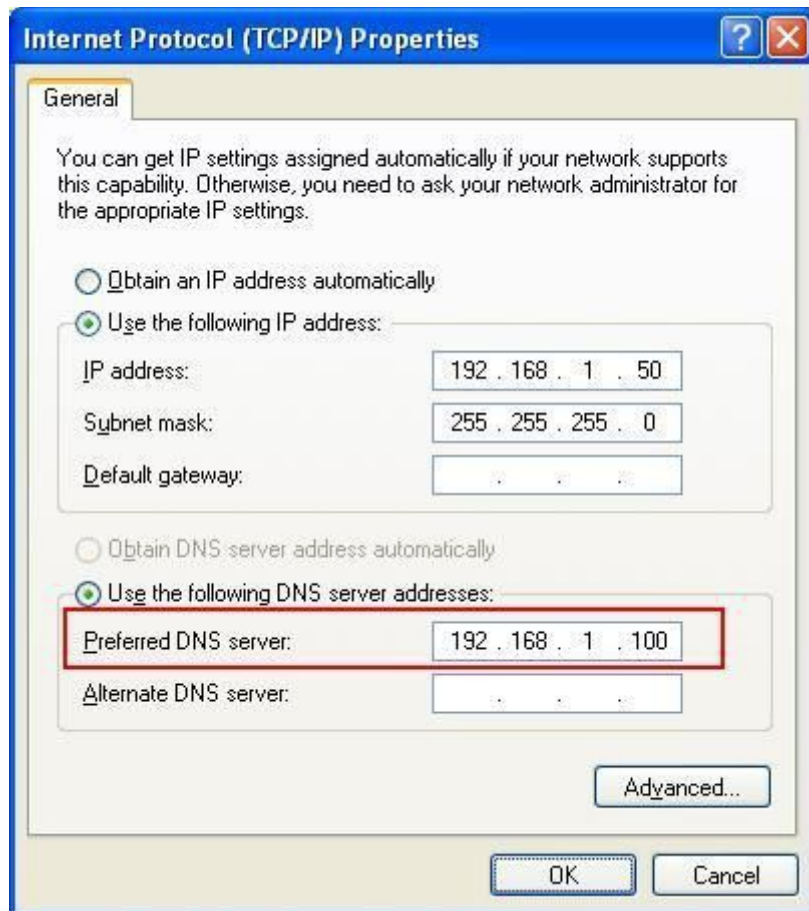 Internet Protocol (TCP/IP) Properties
General
You can get IP settings assigned automatically if your network supports
this capability. Otherwise, you need to ask your network administrator for
the appropriate IP settings.
Obtain an IP address automatically
Use the following IP address:
IP address: 192 . 168 . 1 . 50
Subnet mask: 255 . 255 . 255 . 0
Default gateway: . . .
Obtain DNS server address automatically
Use the following DNS server addresses:
Preferred DNS server: 192 . 168 . 1 . 100
Alternate DNS server: . . .
Advanced...
OK Cancel